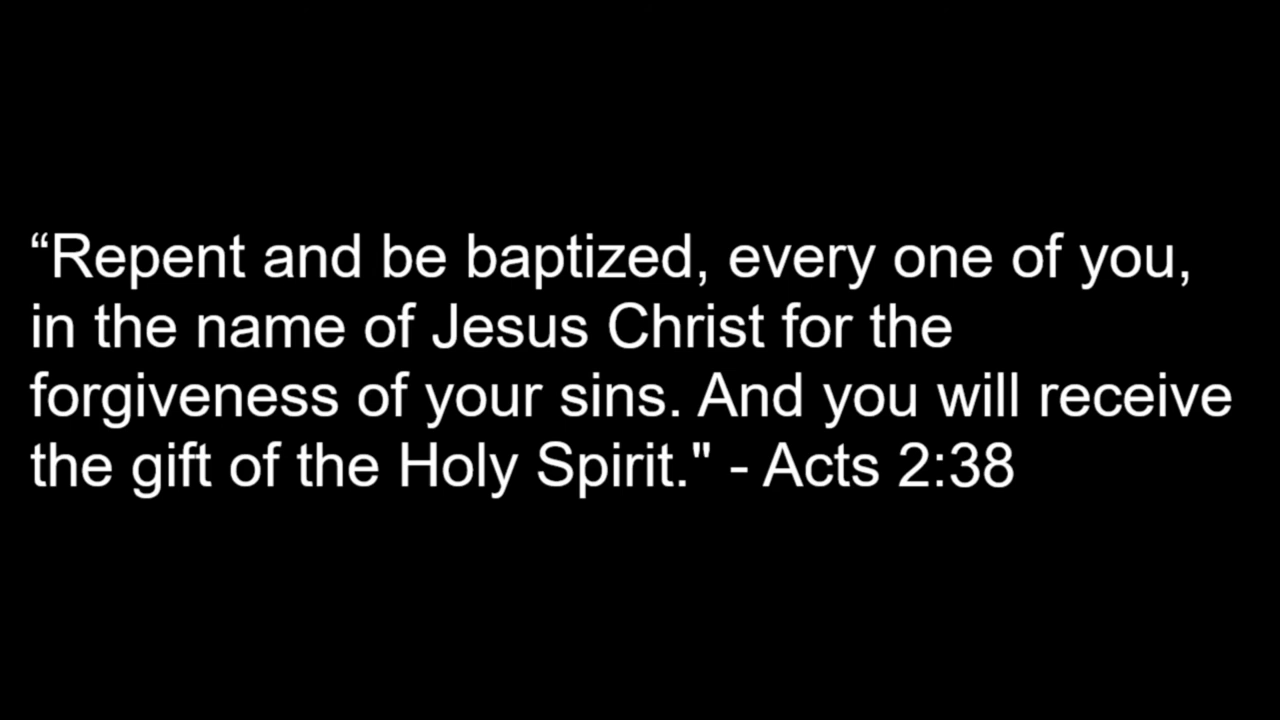 “Repent and be baptized, every one of you,
in the name of Jesus Christ for the
forgiveness of your sins. And you will receive
the gift of the Holy Spirit." - Acts 2:38